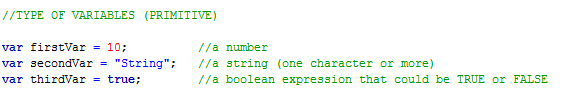 //TYPE OF VARIABLES (PRIMITIVE)
var firstVar = 10; //a number
var secondVar = "String"; //a string (one character or more)
var thirdVar = true; //a boolean expression that could be TRUE or FALSE